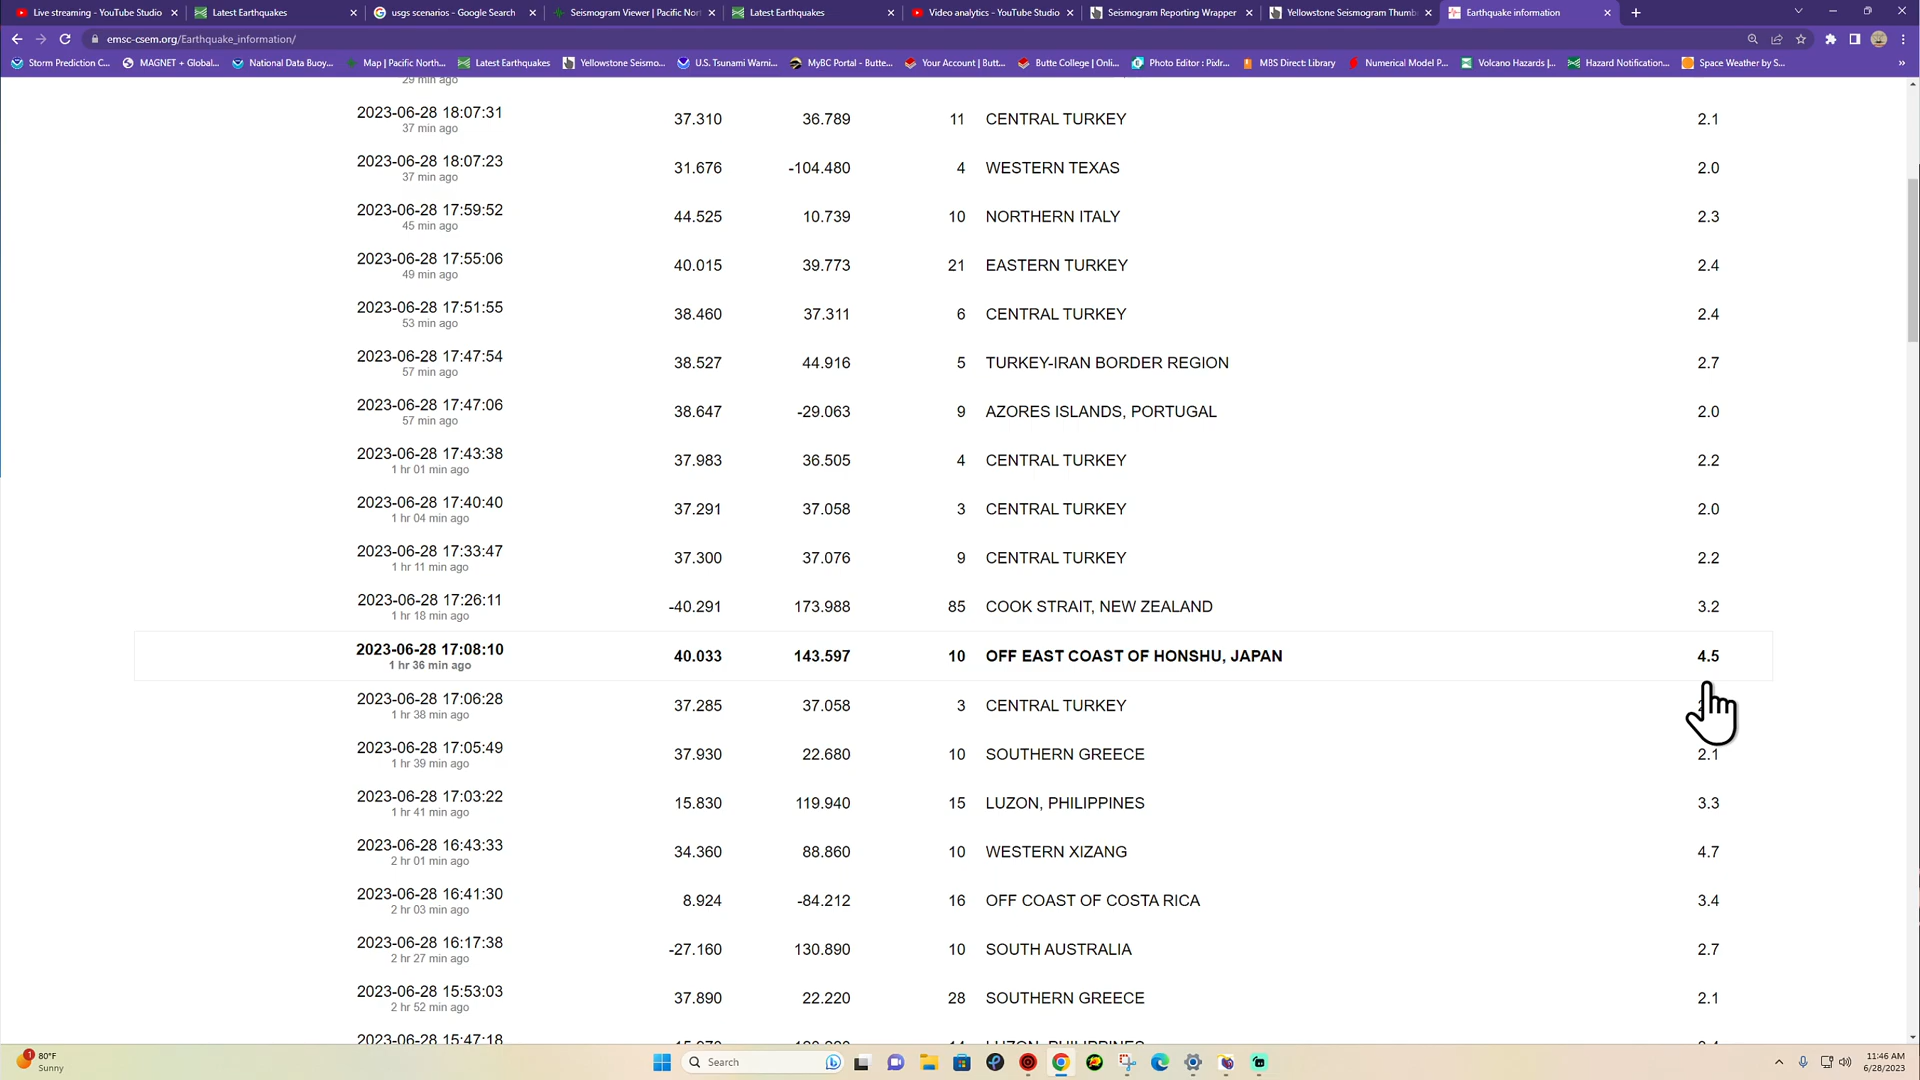 Live streaming - YouTube Studio
Latest Earthquakes
usgs scenarios - Google Search
Seismogram Viewer | Pacific Nor
Latest Earthquakes
Video analytics - YouTube Studio
Seismogram Reporting Wrapper
Yellowstone Seismogram Thumb
Earthquake information
emsc-csem.org/Earthquake_information/
Storm Prediction C...
MAGNET + Global...
National Data Buoy...
Map | Pacific North...
Latest Earthquakes
Yellowstone Seismo...
U.S. Tsunami Warni...
MyBC Portal - Butte...
Your Account | Butt...
Butte College | Onli...
Photo Editor : Pixlr...
MBS Direct Library
Numerical Model P...
Volcano Hazards |...
Hazard Notification...
Space Weather by S...
»
29 min ago
2023-06-28 18:07:31 37.310 36.789 11 CENTRAL TURKEY 2.1
37 min ago
2023-06-28 18:07:23 31.676 -104.480 4 WESTERN TEXAS 2.0
37 min ago
2023-06-28 17:59:52 44.525 10.739 10 NORTHERN ITALY 2.3
45 min ago
2023-06-28 17:55:06 40.015 39.773 21 EASTERN TURKEY 2.4
49 min ago
2023-06-28 17:51:55 38.460 37.311 6 CENTRAL TURKEY 2.4
53 min ago
2023-06-28 17:47:54 38.527 44.916 5 TURKEY-IRAN BORDER REGION 2.7
57 min ago
2023-06-28 17:47:06 38.647 -29.063 9 AZORES ISLANDS, PORTUGAL 2.0
57 min ago
2023-06-28 17:43:38 37.983 36.505 4 CENTRAL TURKEY 2.2
1 hr 01 min ago
2023-06-28 17:40:40 37.291 37.058 3 CENTRAL TURKEY 2.0
1 hr 04 min ago
2023-06-28 17:33:47 37.300 37.076 9 CENTRAL TURKEY 2.2
1 hr 11 min ago
2023-06-28 17:26:11 -40.291 173.988 85 COOK STRAIT, NEW ZEALAND 3.2
1 hr 18 min ago
2023-06-28 17:08:10 40.033 143.597 10 OFF EAST COAST OF HONSHU, JAPAN 4.5
1 hr 36 min ago
2023-06-28 17:06:28 37.285 37.058 3 CENTRAL TURKEY
1 hr 38 min ago
2023-06-28 17:05:49 37.930 22.680 10 SOUTHERN GREECE 2.1
1 hr 39 min ago
2023-06-28 17:03:22 15.830 119.940 15 LUZON, PHILIPPINES 3.3
1 hr 41 min ago
2023-06-28 16:43:33 34.360 88.860 10 WESTERN XIZANG 4.7
2 hr 01 min ago
2023-06-28 16:41:30 8.924 -84.212 16 OFF COAST OF COSTA RICA 3.4
2 hr 03 min ago
2023-06-28 16:17:38 -27.160 130.890 10 SOUTH AUSTRALIA 2.7
2 hr 27 min ago
2023-06-28 15:53:03 37.890 22.220 28 SOUTHERN GREECE 2.1
2 hr 52 min ago
2023-06-28 15:47:18 LUZON, PHILIPPINES
1
80°F
Sunny
Search
11:46 AM
6/28/2023